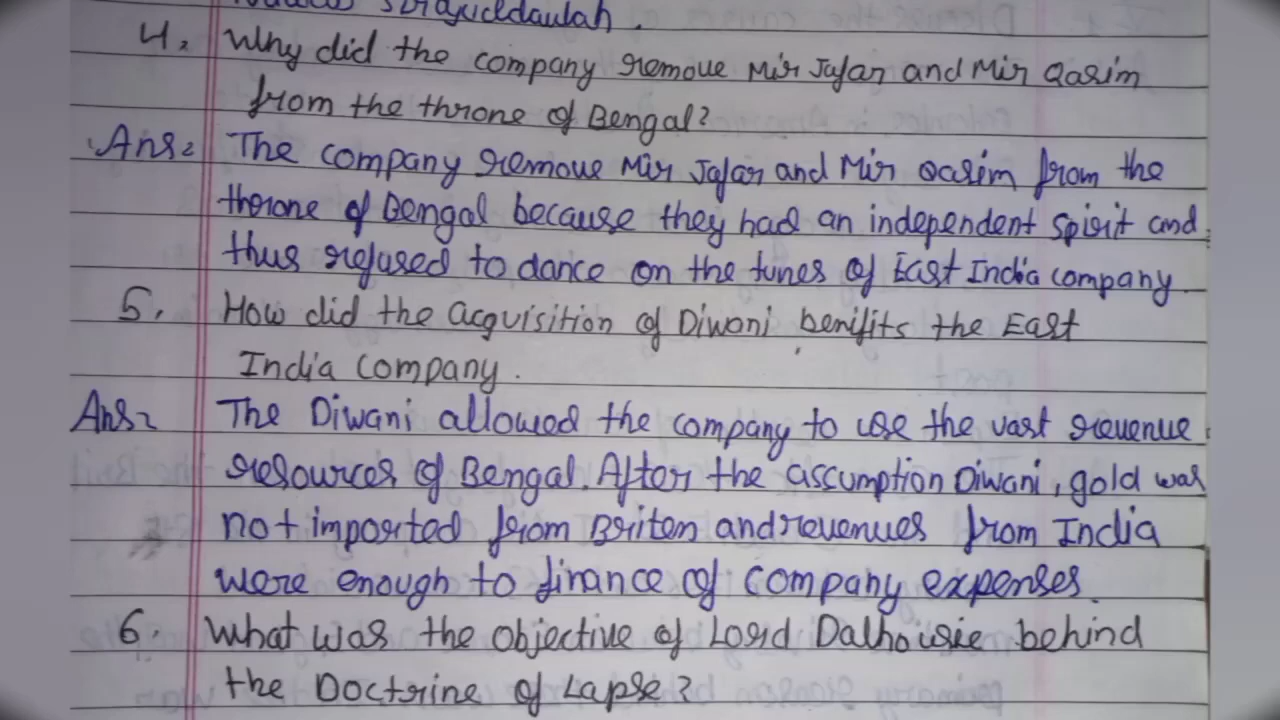 Sirajueldaulah.
4. Why did the company remove Mir Jafar and Mir Qasim
from the throne of Bengal?
Ans: The company remove Mir Jafar and Mir Qasim from the
throne of Bengal because they had an independent spirit and
thus refused to dance on the tunes of East India company
5. How did the acquisition of Diwani benifits the East
India company.
Ans: The Diwani allowed the company to use the vast revenue
resources of Bengal. After the assumption Diwani, gold was
not imported from Briten and revenues from India
were enough to finance of company expenses.
6. What was the objective of Lord Dalhousie behind
the Doctrine of Lapse?